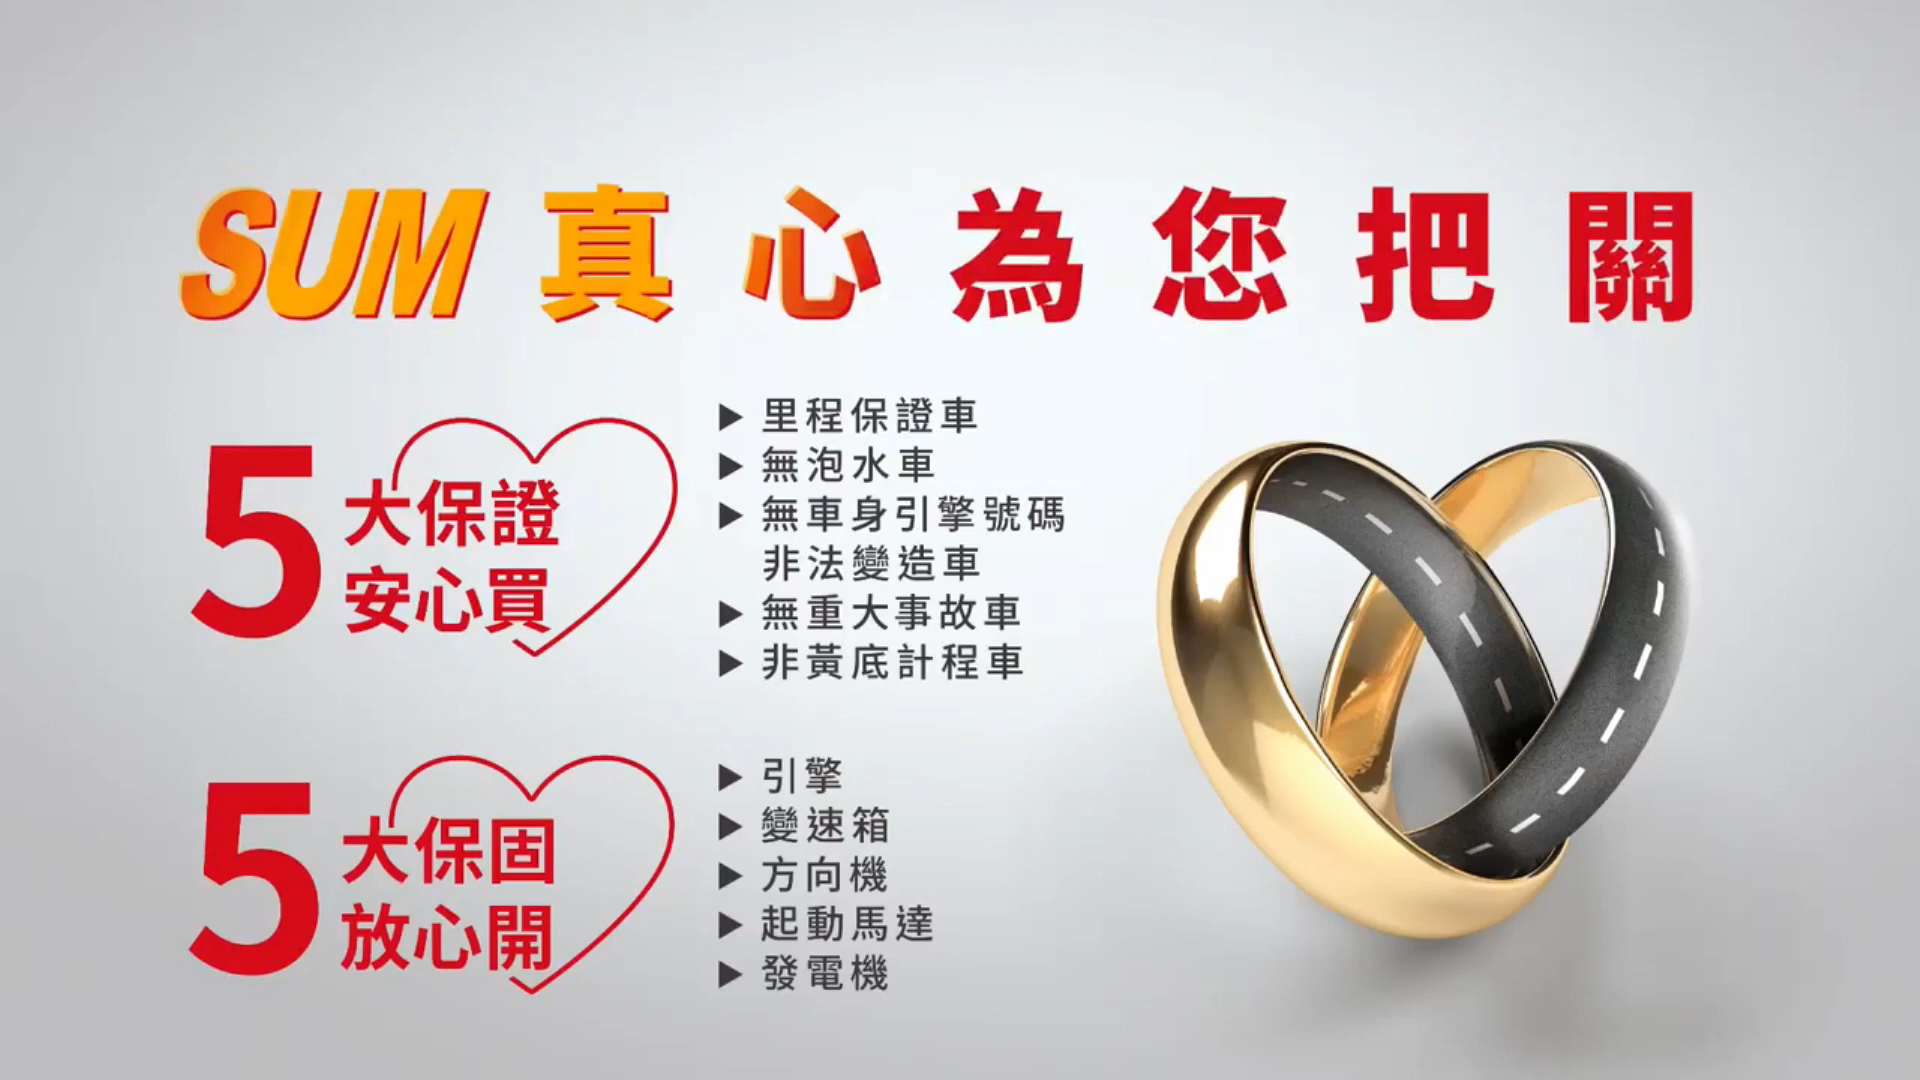 SUM 真心為您把關
5大保證
安心買
▶ 里程保證車
▶ 無泡水車
▶ 無車身引擎號碼
非法變造車
▶ 無重大事故車
▶ 非黃底計程車
5大保固
放心開
▶ 引擎
▶ 變速箱
▶ 方向機
▶ 起動馬達
▶ 發電機